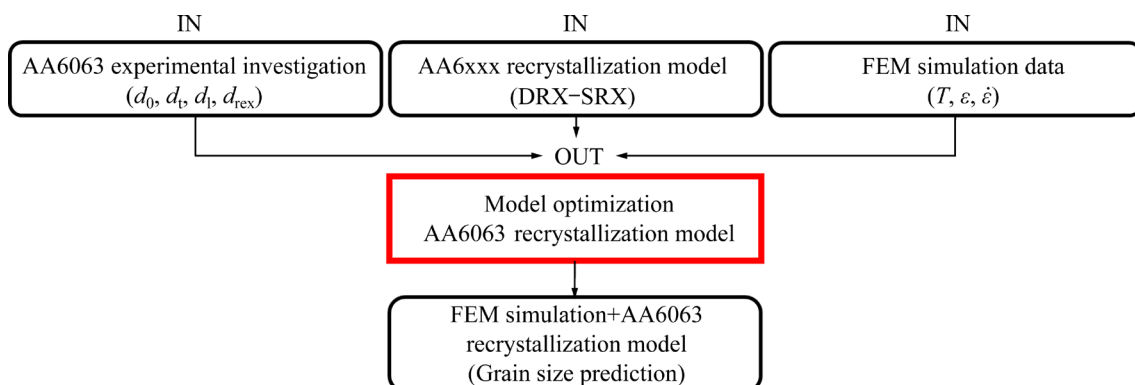 IN
IN
IN
AA6063 experimental investigation
(d₀, dₜ, dₗ, d_rex)
AA6xxx recrystallization model
(DRX−SRX)
FEM simulation data
(T, ε, ε̇)
OUT
Model optimization
AA6063 recrystallization model
FEM simulation+AA6063
recrystallization model
(Grain size prediction)